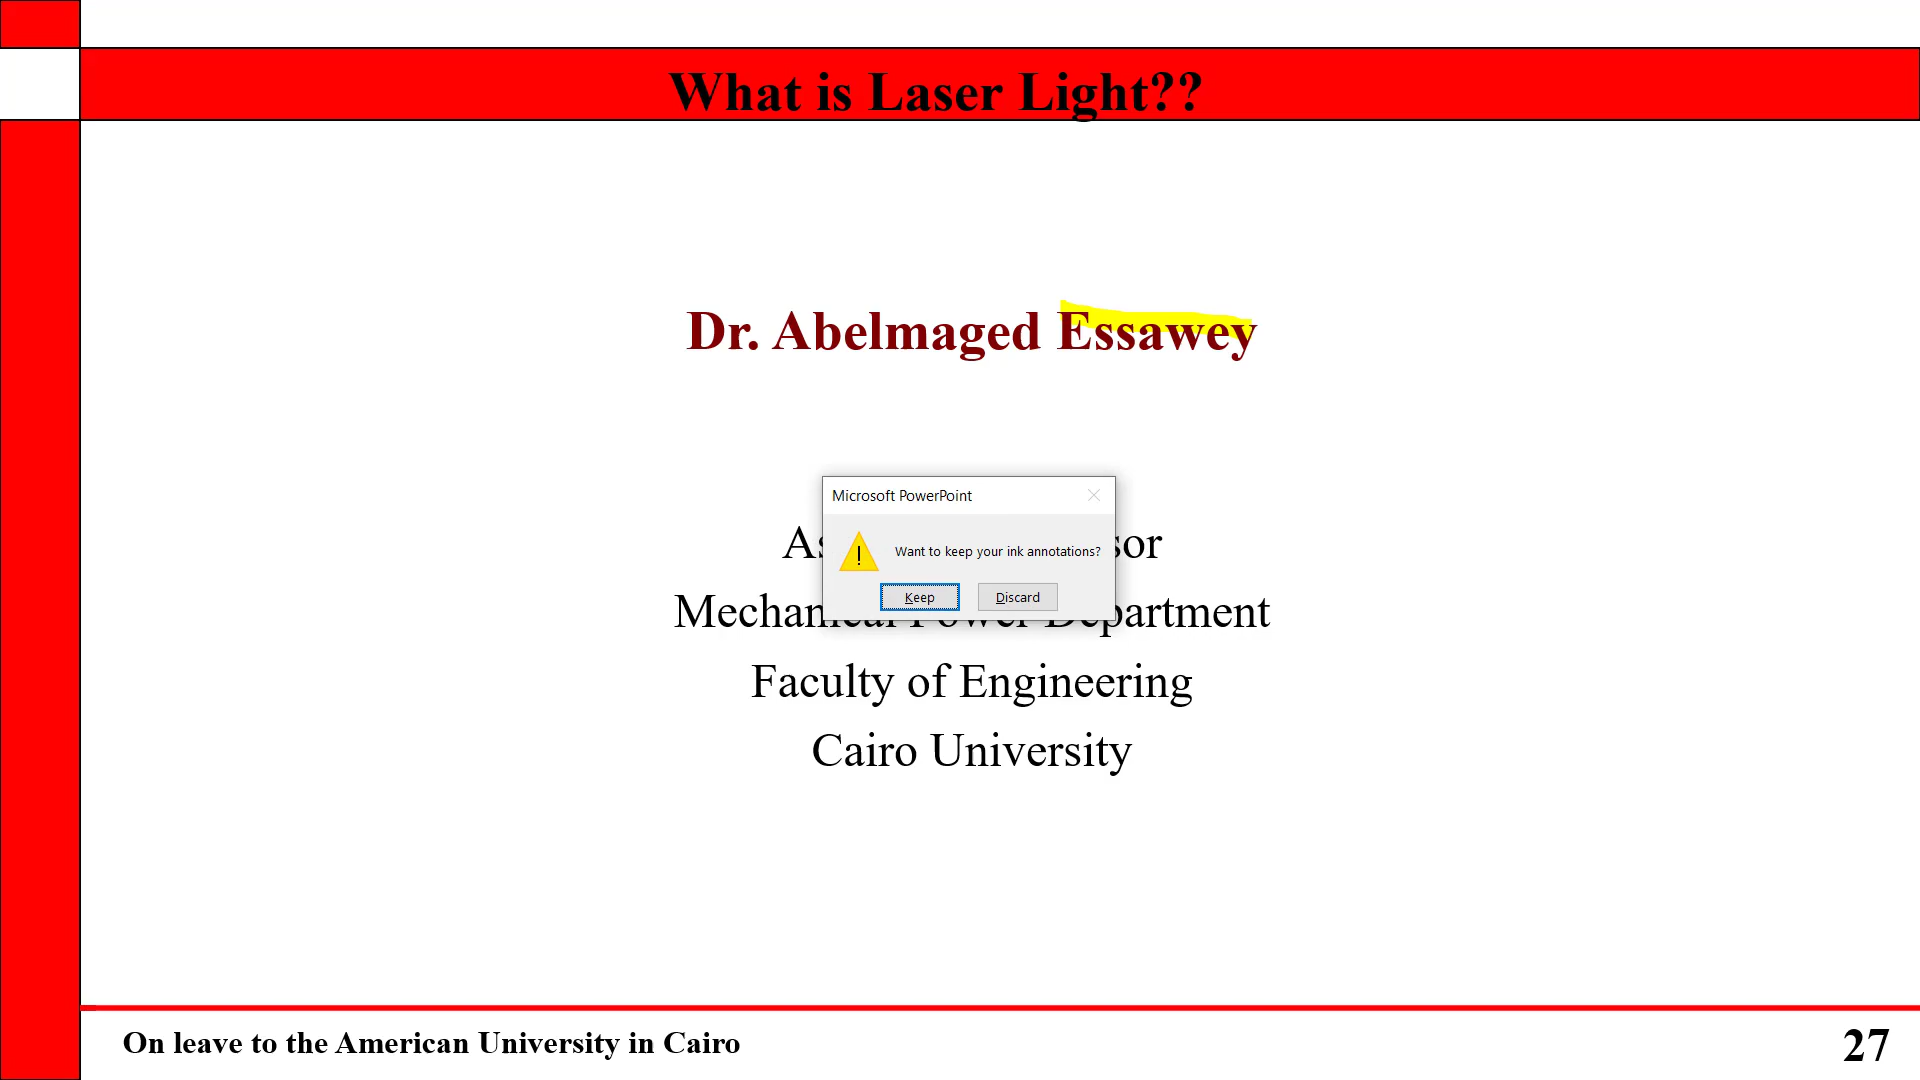 What is Laser Light??
Dr. Abelmaged Essawey
Microsoft PowerPoint
Want to keep your ink annotations?
Keep
Discard
Faculty of Engineering
Cairo University
On leave to the American University in Cairo
27